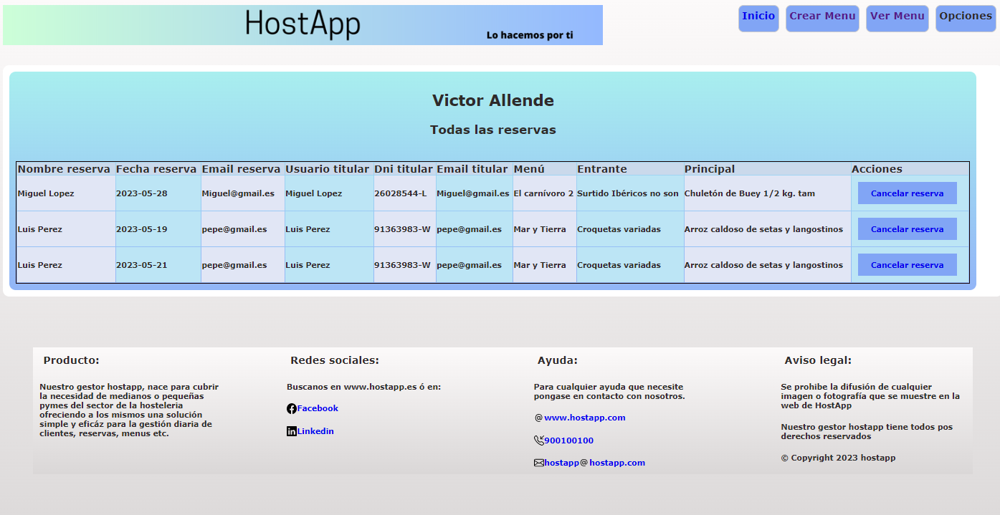 HostApp
Lo hacemos por ti
Inicio Crear Menu Ver Menu Opciones
Victor Allende
Todas las reservas
Nombre reserva Fecha reserva Email reserva Usuario titular Dni titular Email titular Menú Entrante Principal Acciones
Miguel Lopez 2023-05-28 Miguel@gmail.es Miguel Lopez 26028544-L Miguel@gmail.es El carnívoro 2 Surtido Ibéricos no son Chuletón de Buey 1/2 kg. tam Cancelar reserva
Luis Perez 2023-05-19 pepe@gmail.es Luis Perez 91363983-W pepe@gmail.es Mar y Tierra Croquetas variadas Arroz caldoso de setas y langostinos Cancelar reserva
Luis Perez 2023-05-21 pepe@gmail.es Luis Perez 91363983-W pepe@gmail.es Mar y Tierra Croquetas variadas Arroz caldoso de setas y langostinos Cancelar reserva
Producto:
Nuestro gestor hostapp, nace para cubrir
la necesidad de medianos o pequeñas
pymes del sector de la hosteleria
ofreciendo a los mismos una solución
simple y eficáz para la gestión diaria de
clientes, reservas, menus etc.
Redes sociales:
Buscanos en www.hostapp.es ó en:
Facebook
Linkedin
Ayuda:
Para cualquier ayuda que necesite
pongase en contacto con nosotros.
@www.hostapp.com
900100100
hostapp@hostapp.com
Aviso legal:
Se prohibe la difusión de cualquier
imagen o fotografía que se muestre en la
web de HostApp
Nuestro gestor hostapp tiene todos pos
derechos reservados
© Copyright 2023 hostapp